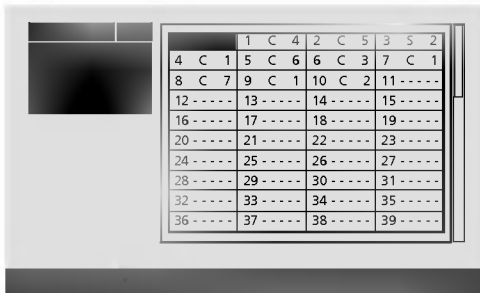 1 C 4 2 C 5 3 S 2
4 C 1 5 C 6 6 C 3 7 C 1
8 C 7 9 C 1 10 C 2 11 - - - - -
12 - - - - - 13 - - - - - 14 - - - - - 15 - - - - -
16 - - - - - 17 - - - - - 18 - - - - - 19 - - - - -
20 - - - - - 21 - - - - - 22 - - - - - 23 - - - - -
24 - - - - - 25 - - - - - 26 - - - - - 27 - - - - -
28 - - - - - 29 - - - - - 30 - - - - - 31 - - - - -
32 - - - - - 33 - - - - - 34 - - - - - 35 - - - - -
36 - - - - - 37 - - - - - 38 - - - - - 39 - - - - -